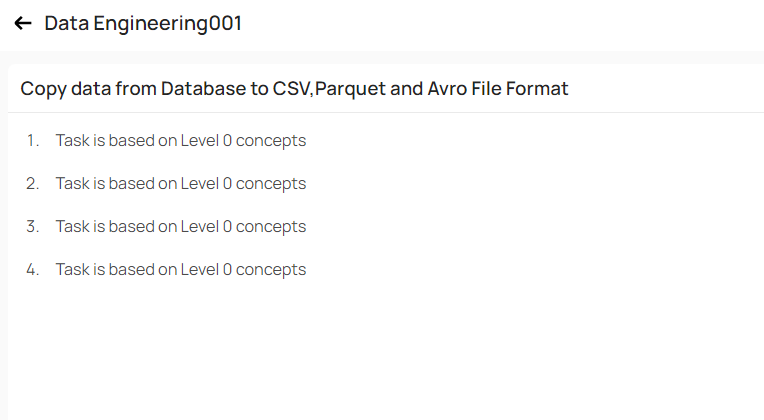 ← Data Engineering001
Copy data from Database to CSV,Parquet and Avro File Format
1. Task is based on Level 0 concepts
2. Task is based on Level 0 concepts
3. Task is based on Level 0 concepts
4. Task is based on Level 0 concepts